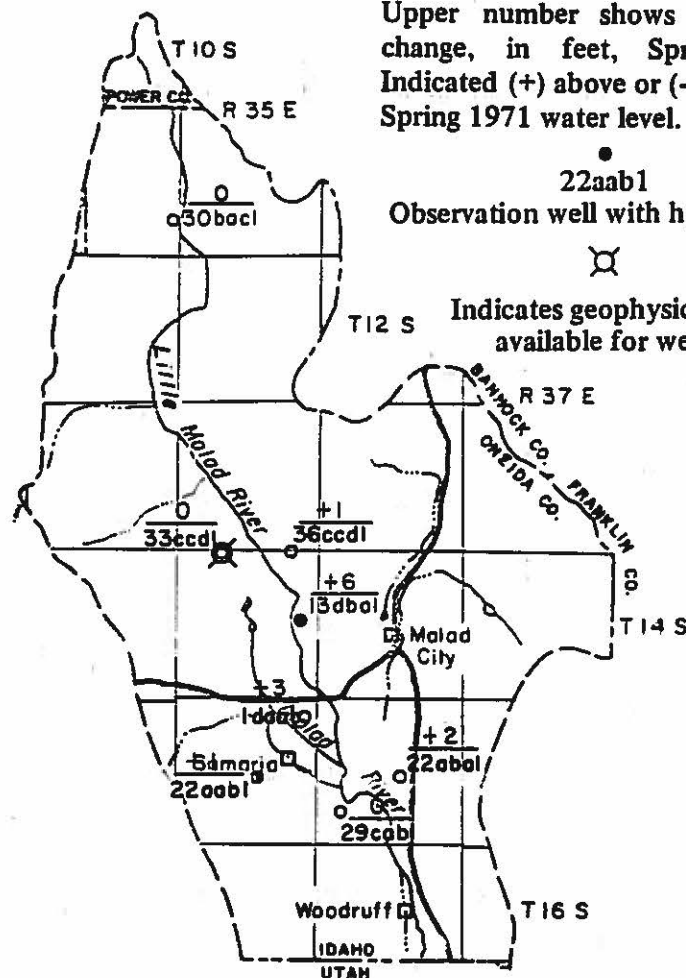 Upper number shows
change, in feet, Spr
Indicated (+) above or (-
Spring 1971 water level.
22aab1
Observation well with h
Indicates geophysic
available for we
T 10 S
POWER CO.
R 35 E
0
30bac1
T 12 S
Little
Malad River
BANNOCK CO.
ONEIDA CO.
FRANKLIN
CO.
R 37 E
0
33ccd1
+1
36ccd1
+6
13dba1
Malad
City
T 14 S
+3
Malad
River
Samaria
22aab1
+2
22aba1
29cab1
Woodruff
T 16 S
IDAHO
UTAH